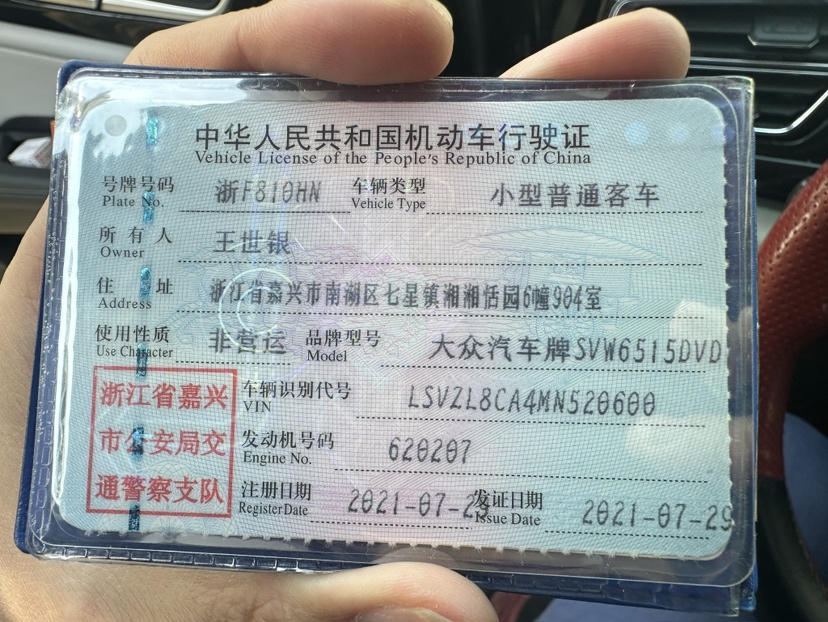 中华人民共和国机动车行驶证
Vehicle License of the People's Republic of China
号牌号码 浙F810HN 车辆类型 小型普通客车
Plate No. Vehicle Type
所有人 王世银
Owner
住址 浙江省嘉兴市南湖区七星镇湘湘恬园6幢904室
Address
使用性质 非营运 品牌型号 大众汽车牌SVW6515DVD
Use Character Model
浙江省嘉兴
市公安局交
通警察支队
车辆识别代号 LSVZL8CA4MN520600
VIN
发动机号码 620207
Engine No.
注册日期 2021-07-29 发证日期 2021-07-29
Register Date Issue Date